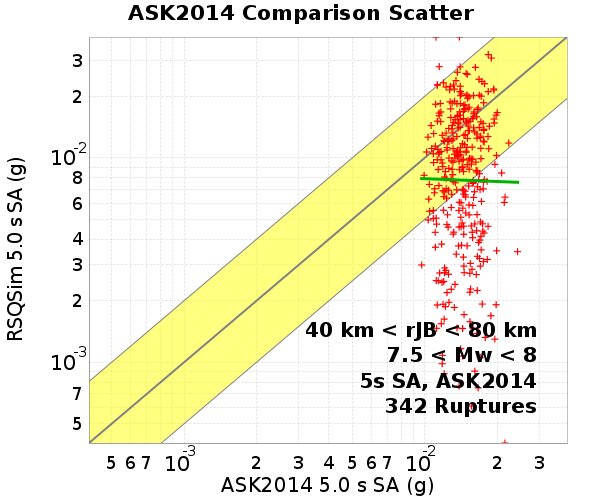 ASK2014 Comparison Scatter
RSQSim 5.0 s SA (g)
3
2
10-2
8
6
4
3
2
10-3
7
5
40 km < rJB < 80 km
7.5 < Mw < 8
5s SA, ASK2014
342 Ruptures
5 6 7 10-3 2 3 4 5 6 7 10-2 2 3
ASK2014 5.0 s SA (g)